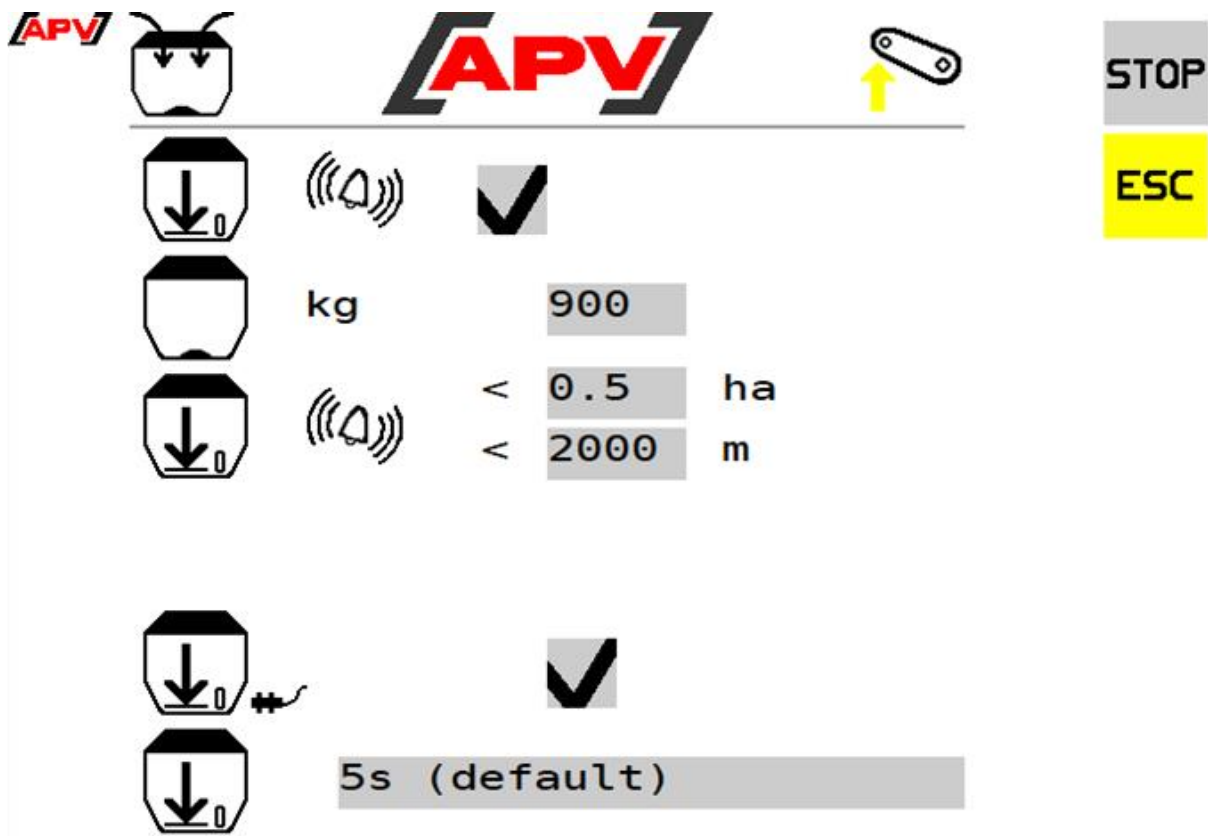 APV
APV
STOP
ESC
kg 900
< 0.5 ha
< 2000 m
5s (default)